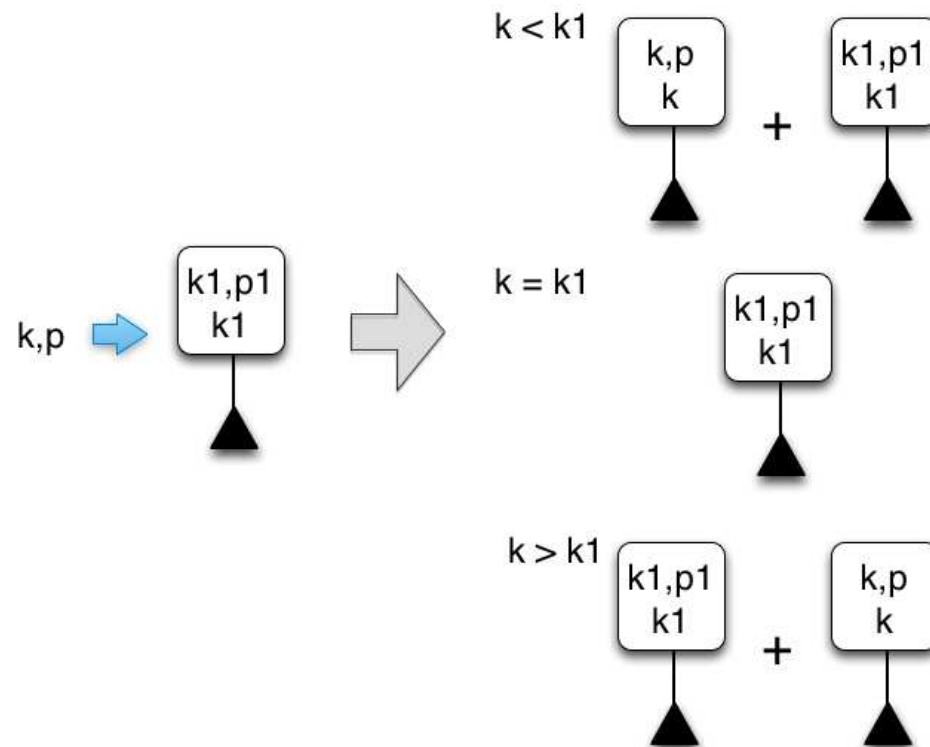 k < k1
k,p
k
+
k1,p1
k1
k,p
k1,p1
k1
k = k1
k1,p1
k1
k > k1
k1,p1
k1
+
k,p
k